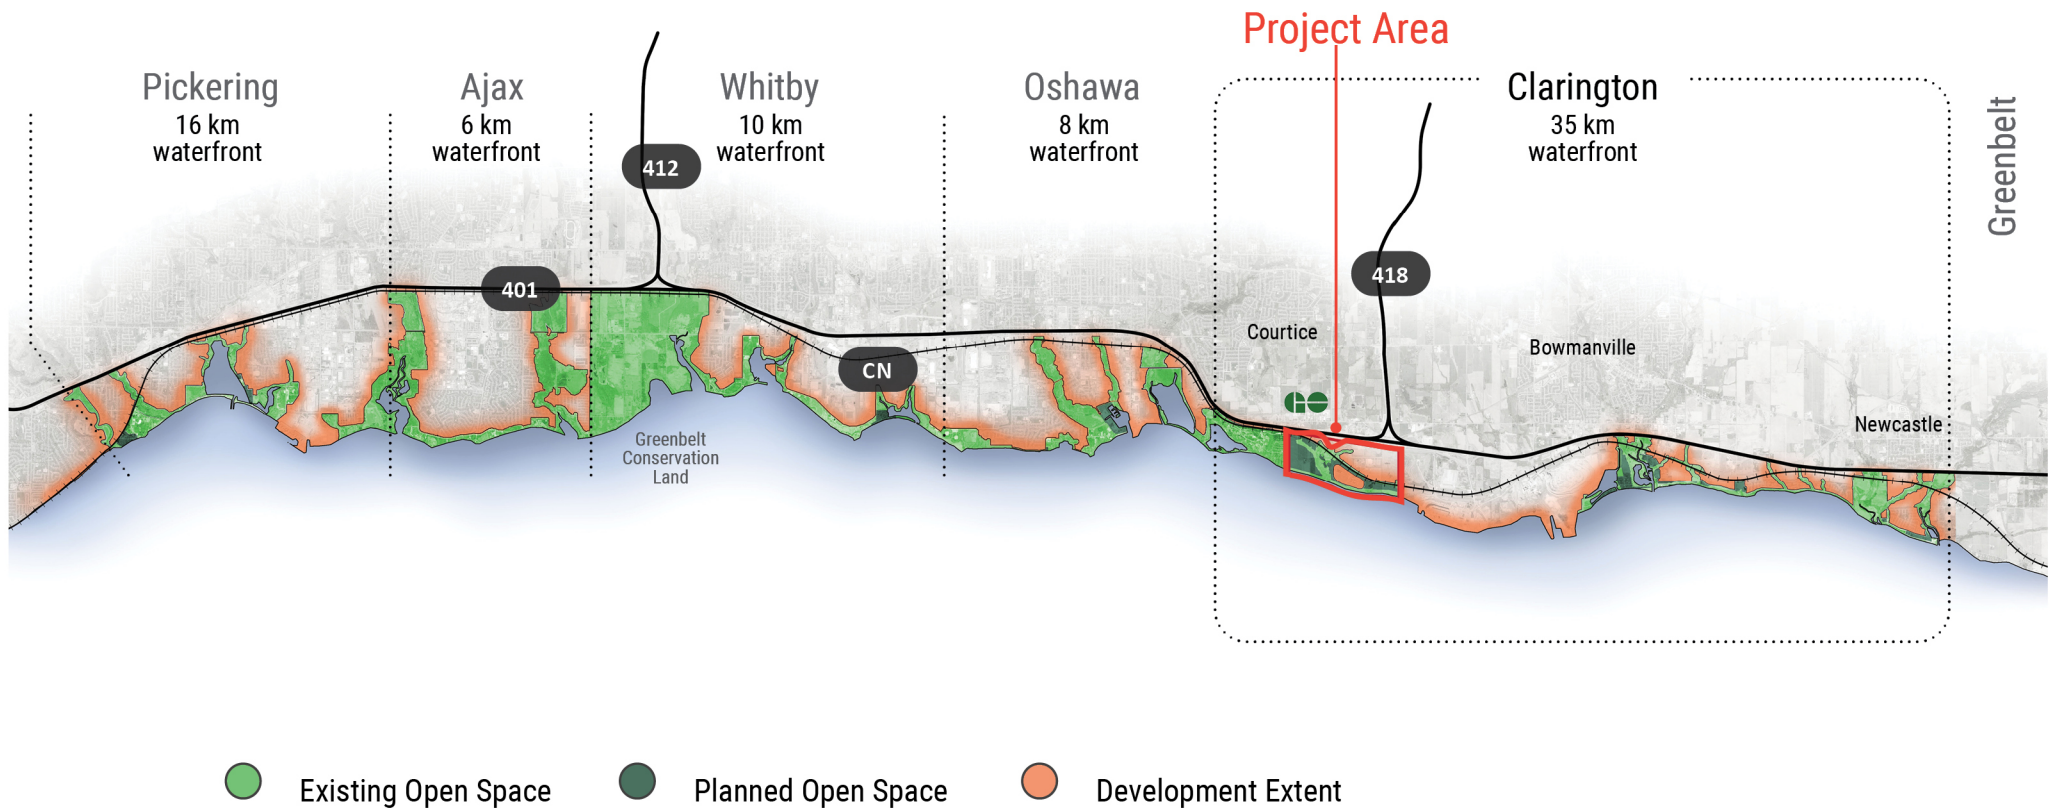 Project Area
Pickering
16 km
waterfront
Ajax
6 km
waterfront
Whitby
10 km
waterfront
Oshawa
8 km
waterfront
Clarington
35 km
waterfront
Greenbelt
412
418
401
CN
Courtice
Bowmanville
Newcastle
GO
Greenbelt
Conservation
Land
Existing Open Space
Planned Open Space
Development Extent